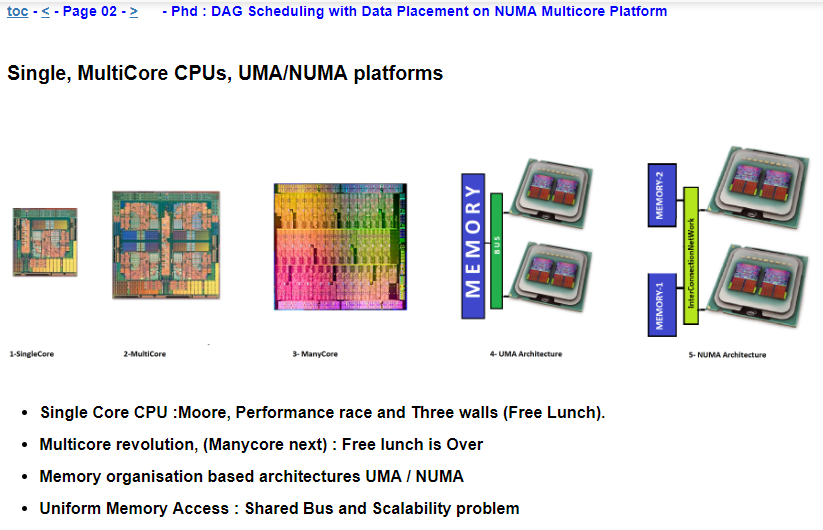 toc - < - Page 02 - > - Phd : DAG Scheduling with Data Placement on NUMA Multicore Platform
Single, MultiCore CPUs, UMA/NUMA platforms
MEMORY
BUS
MEMORY-2
MEMORY-1
InterConnectionNetWork
1-SingleCore
2-MultiCore
3- ManyCore
4- UMA Architecture
5- NUMA Architecture
• Single Core CPU :Moore, Performance race and Three walls (Free Lunch).
• Multicore revolution, (Manycore next) : Free lunch is Over
• Memory organisation based architectures UMA / NUMA
• Uniform Memory Access : Shared Bus and Scalability problem